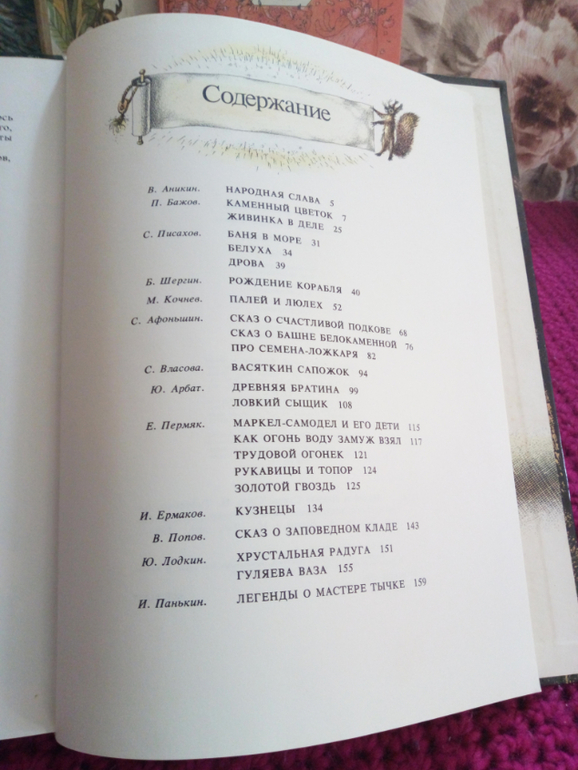 ось
го,
ты
ев,
Содержание
В. Аникин. НАРОДНАЯ СЛАВА 5
П. Бажов. КАМЕННЫЙ ЦВЕТОК 7
ЖИВИНКА В ДЕЛЕ 25
С. Писахов. БАНЯ В МОРЕ 31
БЕЛУХА 34
ДРОВА 39
Б. Шергин. РОЖДЕНИЕ КОРАБЛЯ 40
М. Кочнев. ПАЛЕЙ И ЛЮЛЕХ 52
С. Афоньшин. СКАЗ О СЧАСТЛИВОЙ ПОДКОВЕ 68
СКАЗ О БАШНЕ БЕЛОКАМЕННОЙ 76
ПРО СЕМЕНА-ЛОЖКАРЯ 82
С. Власова. ВАСЯТКИН САПОЖОК 94
Ю. Арбат. ДРЕВНЯЯ БРАТИНА 99
ЛОВКИЙ СЫЩИК 108
Е. Пермяк. МАРКЕЛ-САМОДЕЛ И ЕГО ДЕТИ 115
КАК ОГОНЬ ВОДУ ЗАМУЖ ВЗЯЛ 117
ТРУДОВОЙ ОГОНЕК 121
РУКАВИЦЫ И ТОПОР 124
ЗОЛОТОЙ ГВОЗДЬ 125
И. Ермаков. КУЗНЕЦЫ 134
В. Попов. СКАЗ О ЗАПОВЕДНОМ КЛАДЕ 143
Ю. Лодкин. ХРУСТАЛЬНАЯ РАДУГА 151
ГУЛЯЕВА ВАЗА 155
И. Панькин. ЛЕГЕНДЫ О МАСТЕРЕ ТЫЧКЕ 159